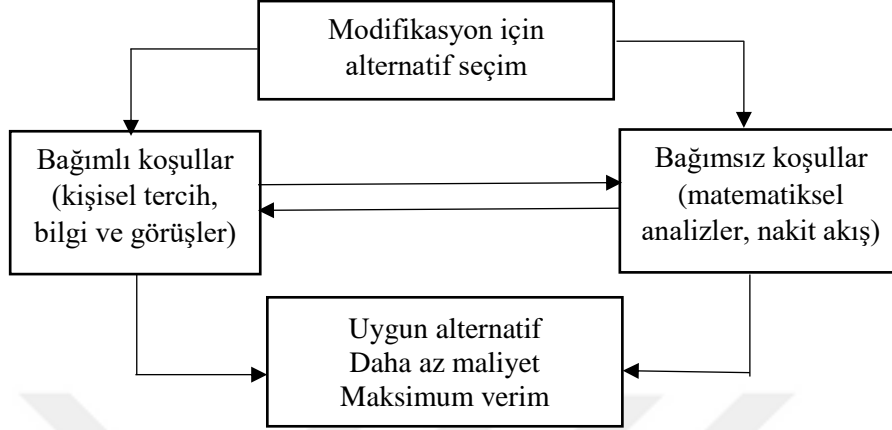 Modifikasyon için
alternatif seçim
Bağımlı koşullar
(kişisel tercih,
bilgi ve görüşler)
Bağımsız koşullar
(matematiksel
analizler, nakit akış)
Uygun alternatif
Daha az maliyet
Maksimum verim